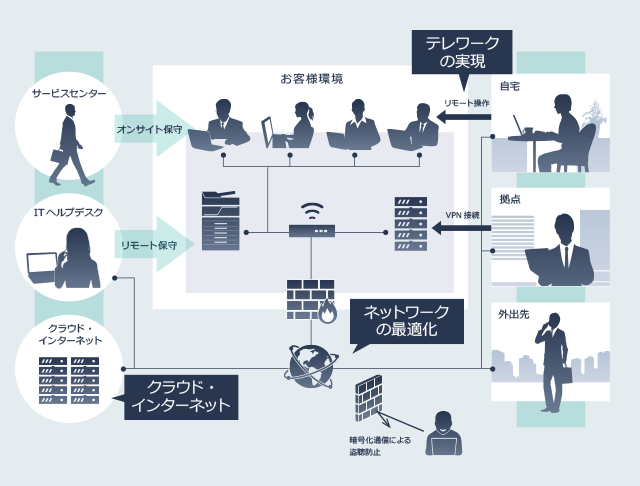 テレワーク
の実現
お客様環境
サービスセンター
オンサイト保守
リモート操作
自宅
ITヘルプデスク
リモート保守
VPN 接続
拠点
ネットワーク
の最適化
外出先
クラウド・
インターネット
クラウド・
インターネット
暗号化通信による
盗聴防止